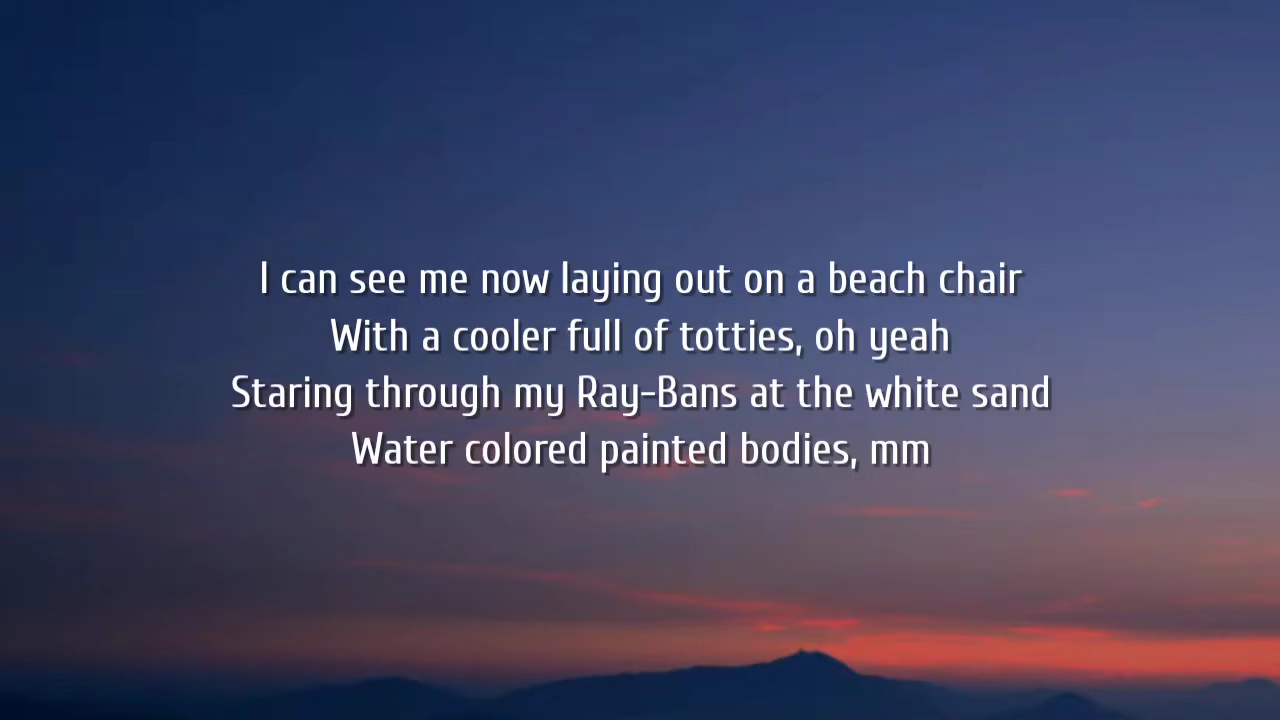 I can see me now laying out on a beach chair
With a cooler full of totties, oh yeah
Staring through my Ray-Bans at the white sand
Water colored painted bodies, mm